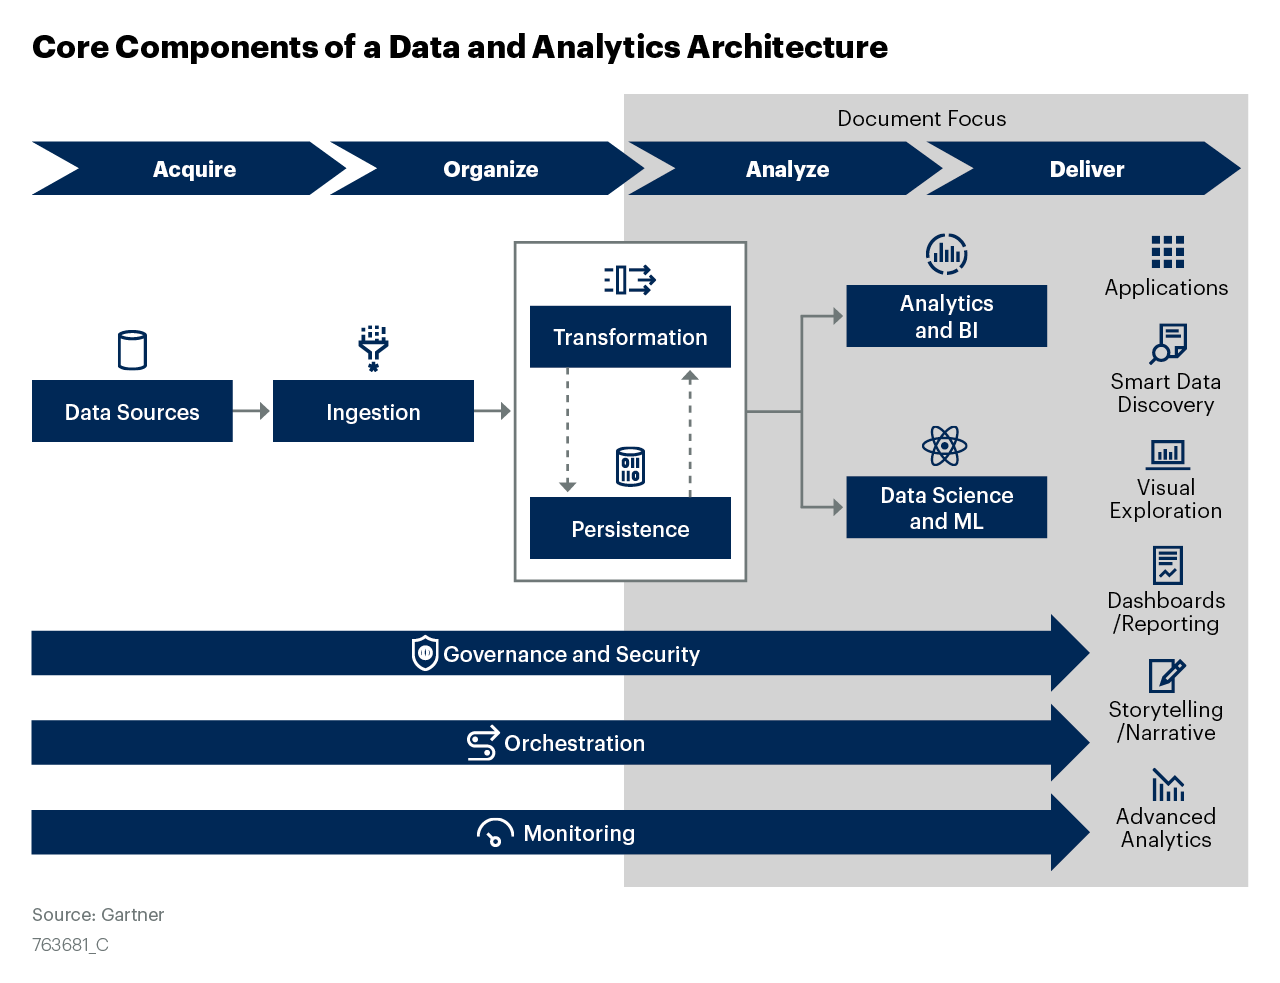 Core Components of a Data and Analytics Architecture
Document Focus
Acquire
Organize
Analyze
Deliver
Data Sources
Ingestion
Transformation
Persistence
Analytics
and BI
Data Science
and ML
Applications
Smart Data
Discovery
Visual
Exploration
Dashboards
/Reporting
Storytelling
/Narrative
Advanced
Analytics
Governance and Security
Orchestration
Monitoring
Source: Gartner
763681_C